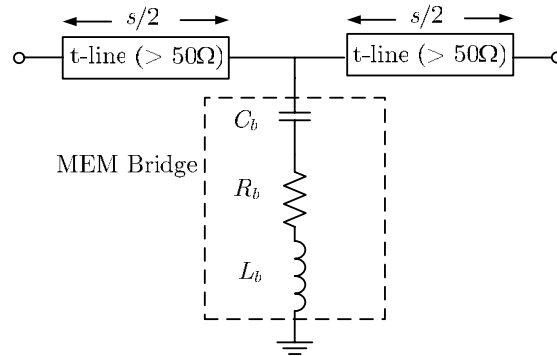 s/2 s/2
t-line (> 50Ω) t-line (> 50Ω)
C_b
MEM Bridge
R_b
L_b